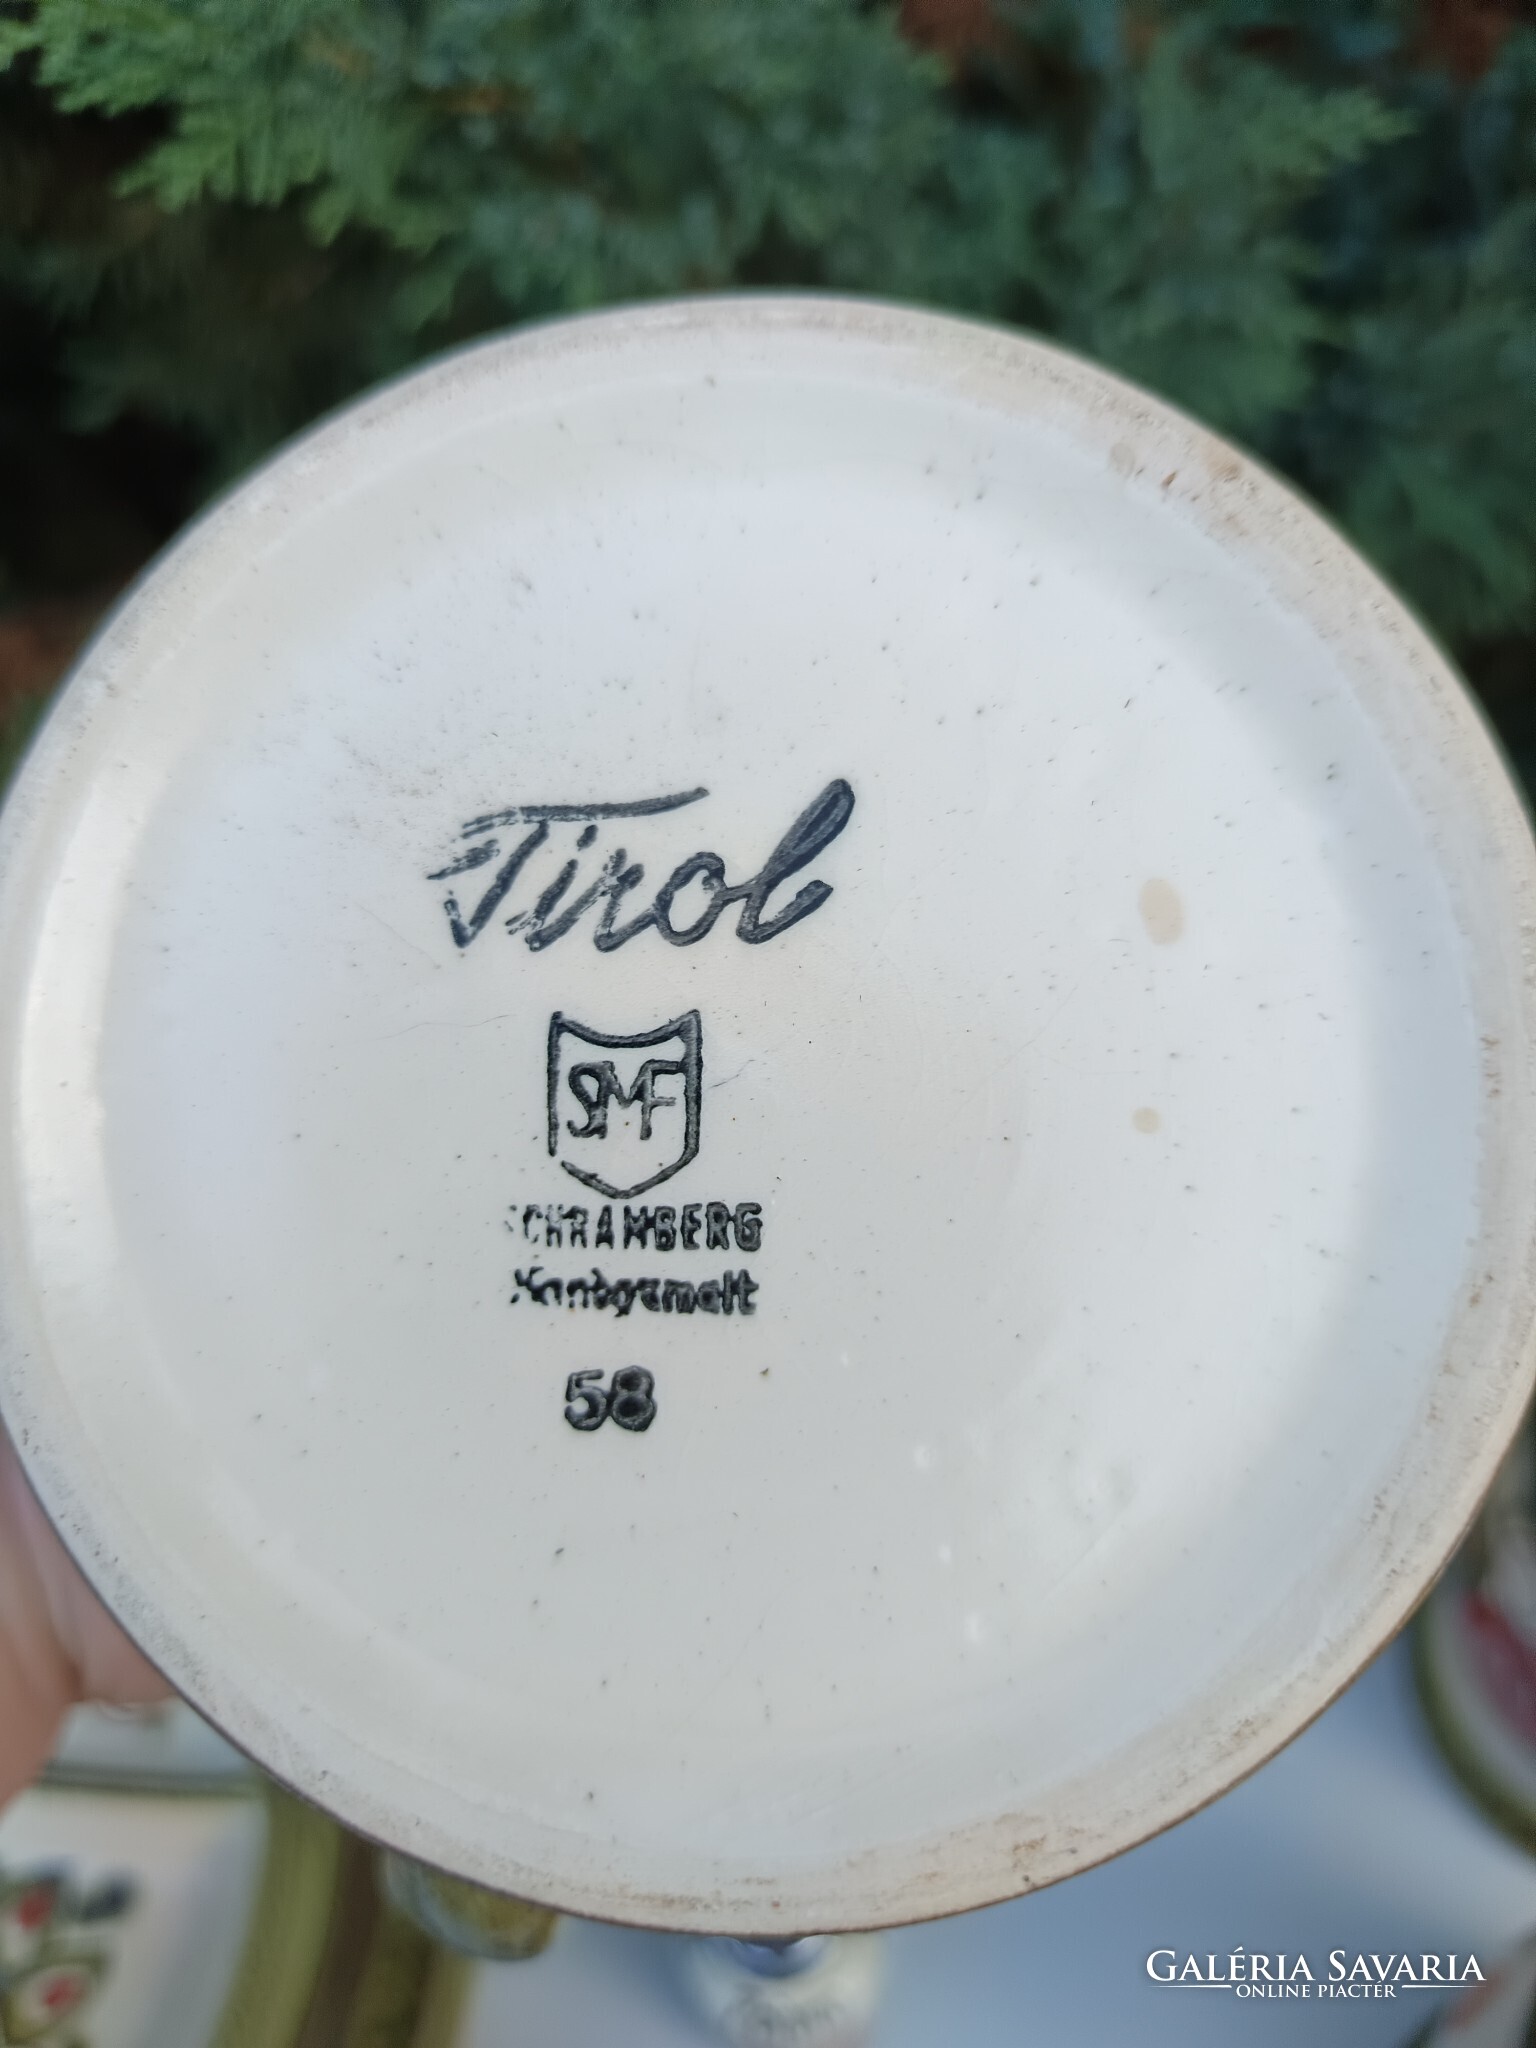 Tirol
SMF
SCHRAMBERG
Handgemalt
58
GALÉRIA SAVARIA
ONLINE PIACTÉR